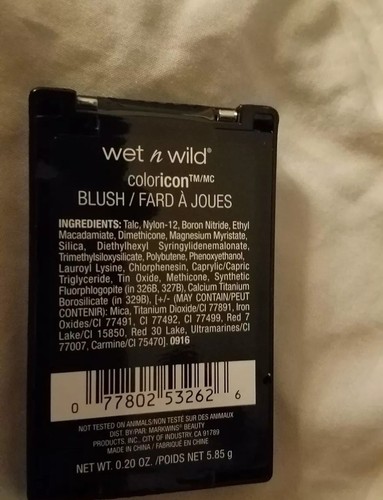 wet n wild®
coloricon™/MC
BLUSH / FARD À JOUES
INGREDIENTS: Talc, Nylon-12, Boron Nitride, Ethyl
Macadamiate, Dimethicone, Magnesium Myristate,
Silica, Diethylhexyl Syringylidenemalonate,
Trimethylsiloxysilicate, Polybutene, Phenoxyethanol,
Lauroyl Lysine, Chlorphenesin, Caprylic/Capric
Triglyceride, Tin Oxide, Methicone, Synthetic
Fluorphlogopite (in 326B, 327B), Calcium Titanium
Borosilicate (in 329B), [+/- (MAY CONTAIN/PEUT
CONTENIR): Mica, Titanium Dioxide/CI 77891, Iron
Oxides/CI 77491, CI 77492, CI 77499, Red 7
Lake/CI 15850, Red 30 Lake, Ultramarines/CI
77007, Carmine/CI 75470]. 0916
0 77802 53262 6
NOT TESTED ON ANIMALS/NON TESTÉ SUR DES ANIMAUX
DIST. BY/PAR: MARKWINS® BEAUTY
PRODUCTS, INC., CITY OF INDUSTRY, CA 91789
MADE IN CHINA / FABRIQUÉ EN CHINE
NET WT. 0.20 OZ. /POIDS NET 5.85 g